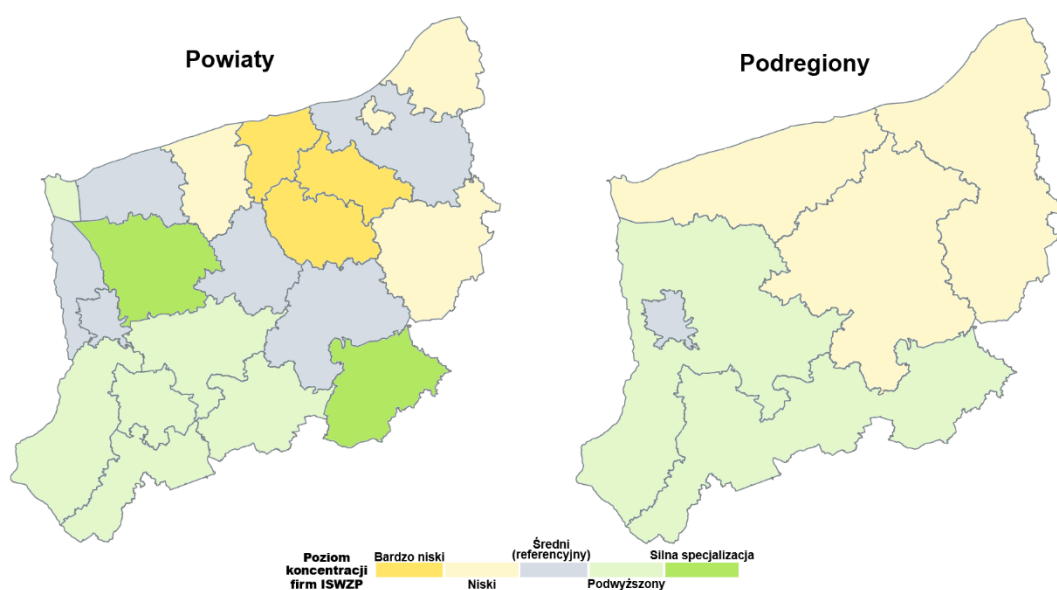 Powiaty
Podregiony
Poziom
koncentracji
firm ISWZP
Bardzo niski
Niski
Średni
(referencyjny)
Podwyższony
Silna specjalizacja